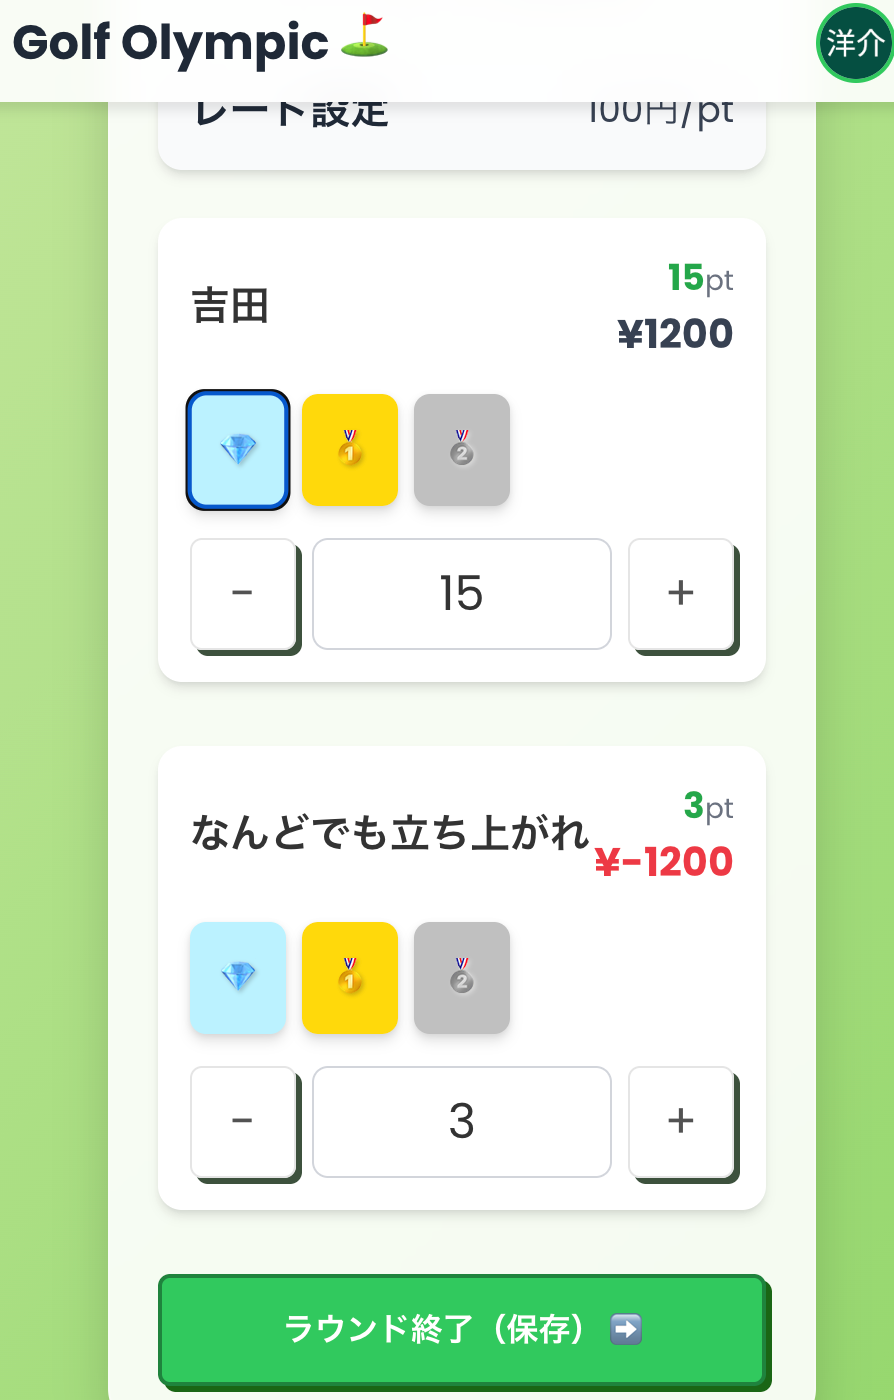 Golf Olympic ⛳
洋介
レート設定 100円/pt
吉田
15pt
¥1200
💎 🥇 🥈
- 15 +
なんどでも立ち上がれ
3pt
¥-1200
💎 🥇 🥈
- 3 +
ラウンド終了（保存） ➡️